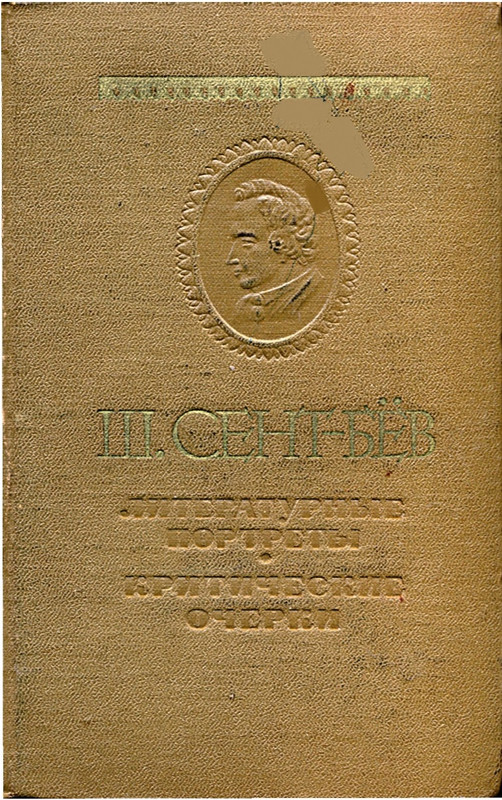 Ш. СЕНТ-БЁВ
ЛИТЕРАТУРНЫЕ
ПОРТРЕТЫ
•
КРИТИЧЕСКИЕ
ОЧЕРКИ